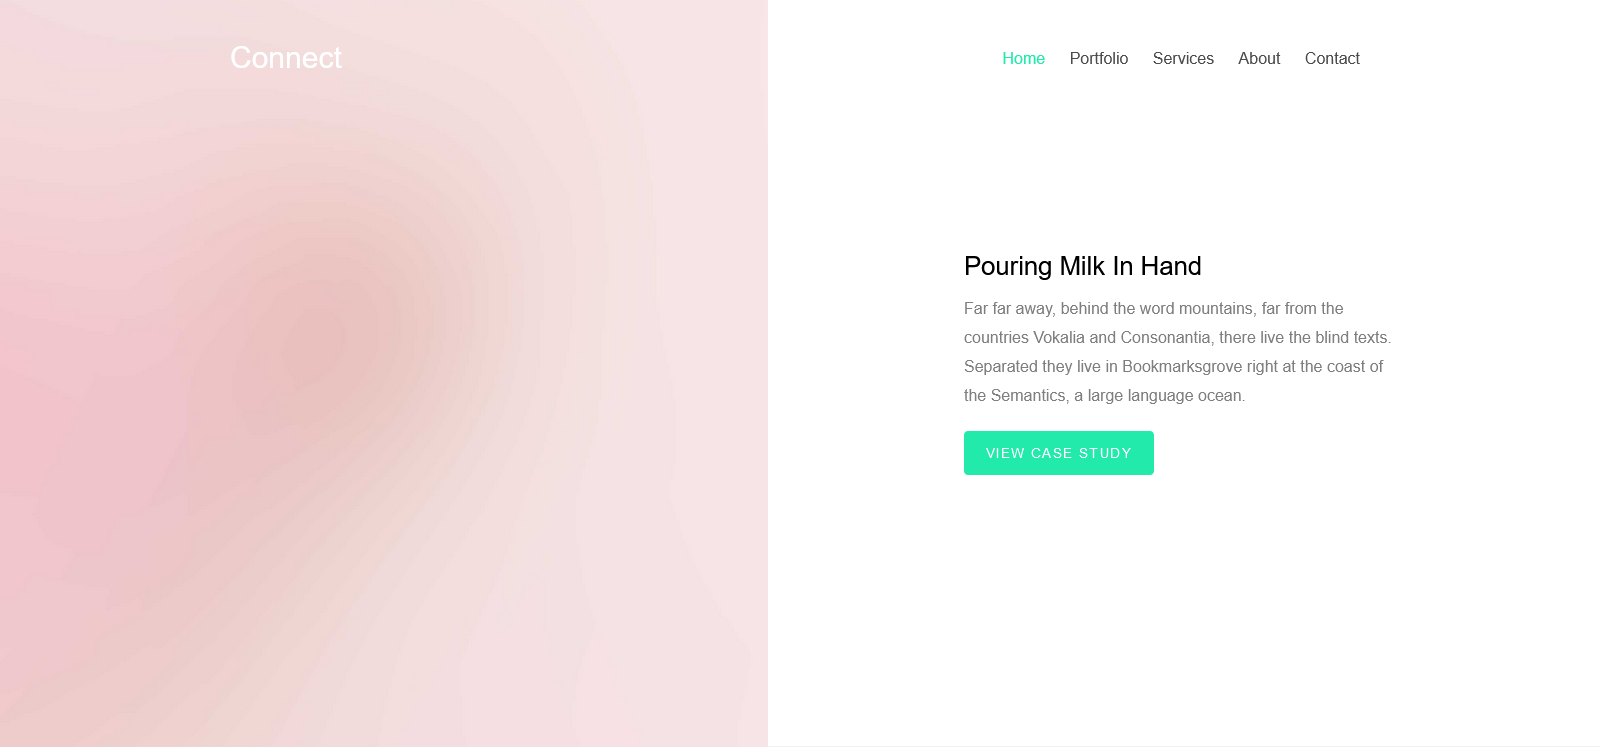 Connect
Home Portfolio Services About Contact
Pouring Milk In Hand
Far far away, behind the word mountains, far from the
countries Vokalia and Consonantia, there live the blind texts.
Separated they live in Bookmarksgrove right at the coast of
the Semantics, a large language ocean.
VIEW CASE STUDY